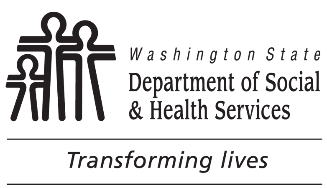 Washington State
Department of Social
& Health Services
Transforming lives